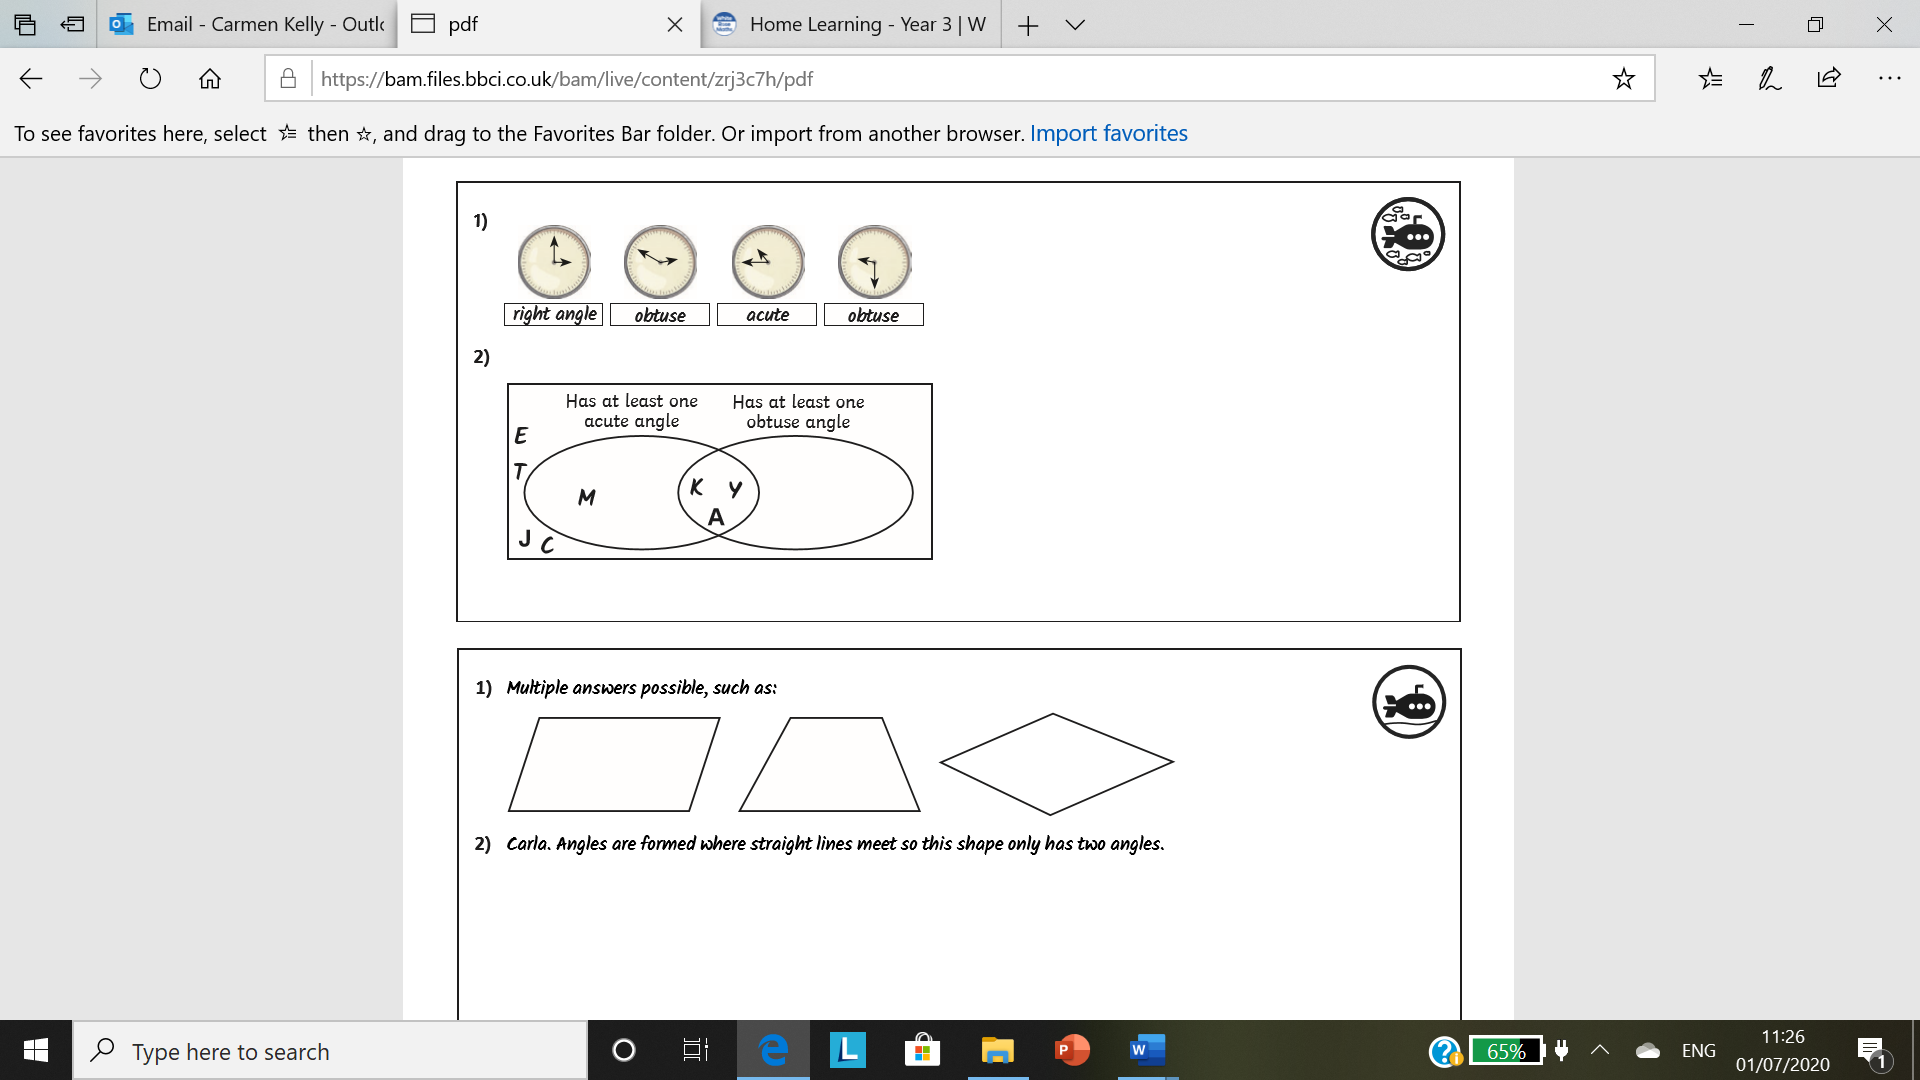 Email - Carmen Kelly - Outlo
pdf
Home Learning - Year 3 | W
https://bam.files.bbci.co.uk/bam/live/content/zrj3c7h/pdf
To see favorites here, select then ☆, and drag to the Favorites Bar folder. Or import from another browser. Import favorites
1)
right angle obtuse acute obtuse
2)
Has at least one acute angle
Has at least one obtuse angle
E
T
M
K Y
A
J C
1) Multiple answers possible, such as:
2) Carla. Angles are formed where straight lines meet so this shape only has two angles.
Type here to search
L
P
W
65%
ENG
11:26
01/07/2020
1